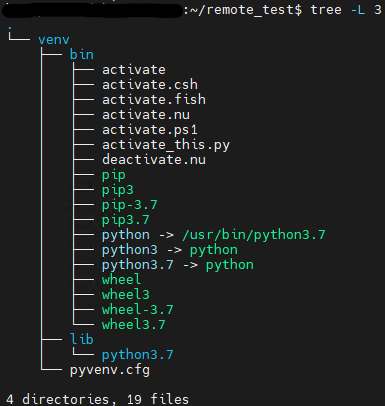 :~/remote_test$ tree -L 3
.
└── venv
    ├── bin
    │   ├── activate
    │   ├── activate.csh
    │   ├── activate.fish
    │   ├── activate.nu
    │   ├── activate.ps1
    │   ├── activate_this.py
    │   ├── deactivate.nu
    │   ├── pip
    │   ├── pip3
    │   ├── pip-3.7
    │   ├── pip3.7
    │   ├── python -> /usr/bin/python3.7
    │   ├── python3 -> python
    │   ├── python3.7 -> python
    │   ├── wheel
    │   ├── wheel3
    │   ├── wheel-3.7
    │   └── wheel3.7
    ├── lib
    │   └── python3.7
    └── pyvenv.cfg
4 directories, 19 files